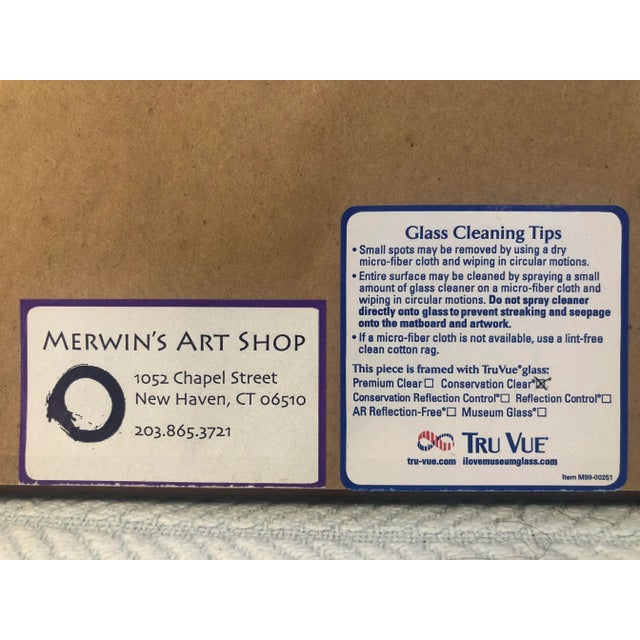 MERWIN'S ART SHOP
1052 Chapel Street
New Haven, CT 06510
203.865.3721
Glass Cleaning Tips
• Small spots may be removed by using a dry
micro-fiber cloth and wiping in circular motions.
• Entire surface may be cleaned by spraying a small
amount of glass cleaner on a micro-fiber cloth and
wiping in circular motions. Do not spray cleaner
directly onto glass to prevent streaking and seepage
onto the matboard and artwork.
• If a micro-fiber cloth is not available, use a lint-free
clean cotton rag.
This piece is framed with Tru Vue® glass:
Premium Clear☐ Conservation Clear®☒
Conservation Reflection Control®☐ Reflection Control®☐
AR Reflection-Free®☐ Museum Glass®☐
TRU VUE®
tru-vue.com ilovemuseumglass.com
Item M99-00251